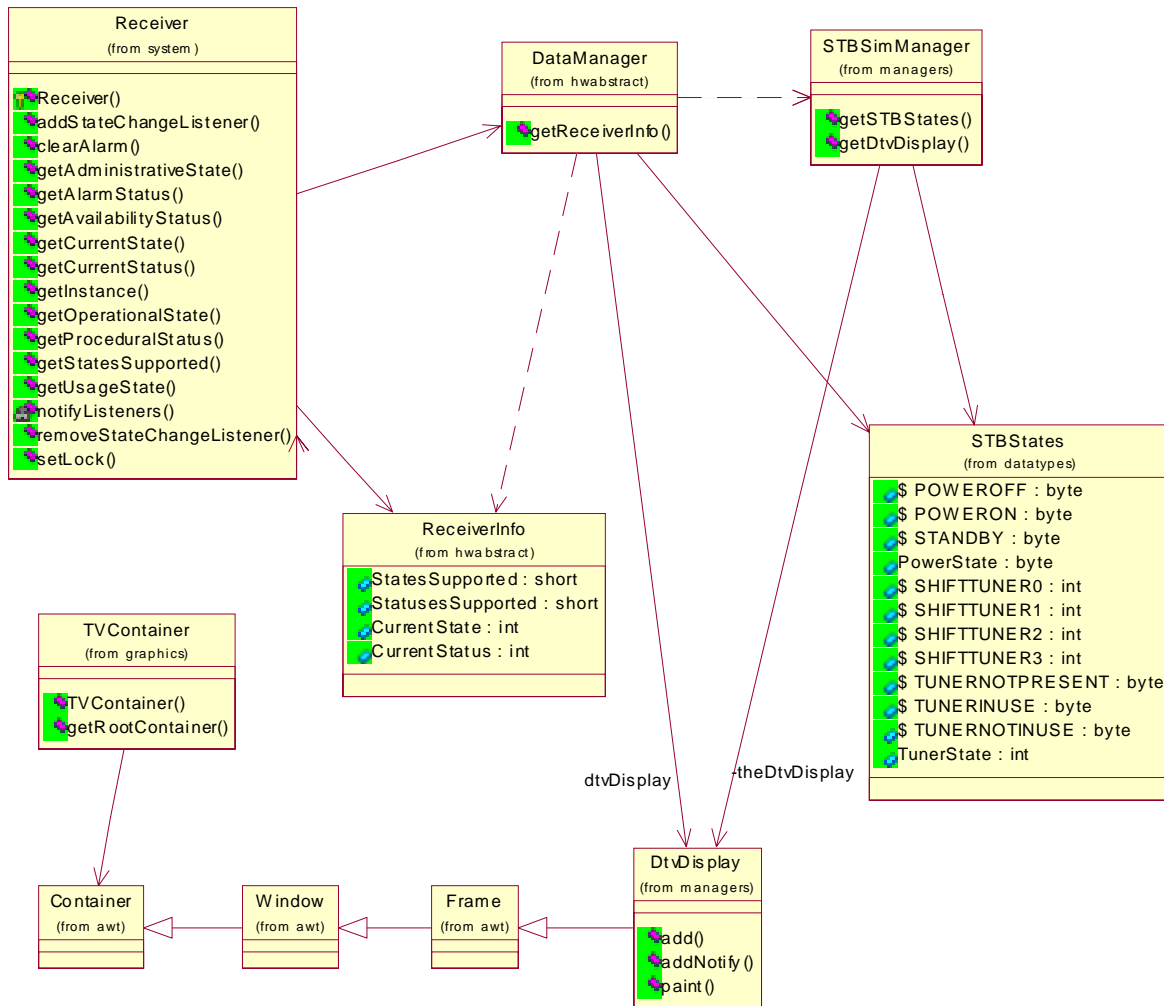 Receiver
(from system)
Receiver()
addStateChangeListener()
clearAlarm()
getAdministrativeState()
getAlarmStatus()
getAvailabilityStatus()
getCurrentState()
getCurrentStatus()
getInstance()
getOperationalState()
getProceduralStatus()
getStatesSupported()
getUsageState()
notifyListeners()
removeStateChangeListener()
setLock()
DataManager
(from hwabstract)
getReceiverInfo()
STBSimManager
(from managers)
getSTBStates()
getDtvDisplay()
STBStates
(from datatypes)
$ POWEROFF : byte
$ POWERON : byte
$ STANDBY : byte
PowerState : byte
$ SHIFTTUNER0 : int
$ SHIFTTUNER1 : int
$ SHIFTTUNER2 : int
$ SHIFTTUNER3 : int
$ TUNERNOTPRESENT : byte
$ TUNERINUSE : byte
$ TUNERNOTINUSE : byte
TunerState : int
ReceiverInfo
(from hwabstract)
StatesSupported : short
StatusesSupported : short
CurrentState : int
CurrentStatus : int
TVContainer
(from graphics)
TVContainer()
getRootContainer()
dtvDisplay
-theDtvDisplay
Container
(from awt)
Window
(from awt)
Frame
(from awt)
DtvDisplay
(from managers)
add()
addNotify()
paint()